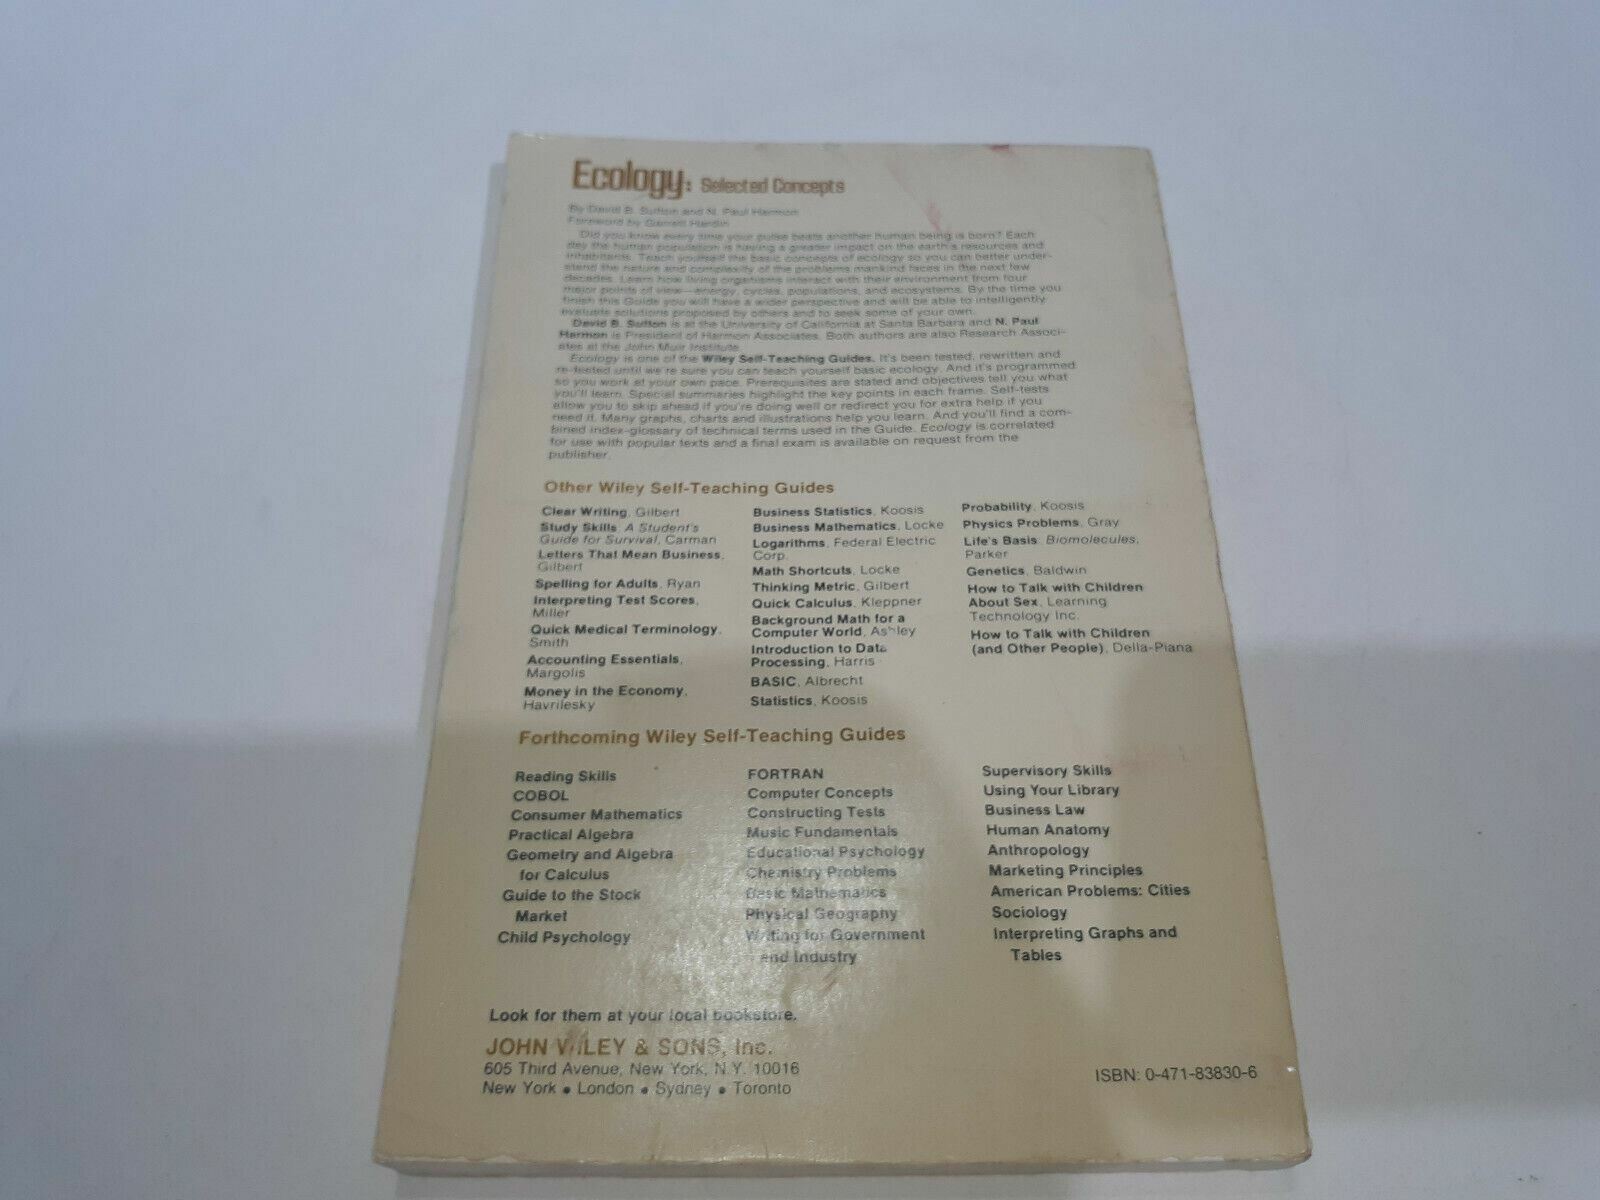 Ecology: Selected Concepts
By David B. Sutton and N. Paul Harmon
Foreword by Garrett Hardin
Did you know every time your pulse beats another human being is born? Each
day the human population is having a greater impact on the earth's resources and
inhabitants. Teach yourself the basic concepts of ecology so you can better under-
stand the nature and complexity of the problems mankind faces in the next few
decades. Learn how living organisms interact with their environment from four
major points of view—energy, cycles, populations, and ecosystems. By the time you
finish this Guide you will have a wider perspective and will be able to intelligently
evaluate solutions proposed by others and to seek some of your own.
David B. Sutton is at the University of California at Santa Barbara and N. Paul
Harmon is President of Harmon Associates. Both authors are also Research Associ-
ates at the John Muir Institute.
Ecology is one of the Wiley Self-Teaching Guides. It's been tested, rewritten and
re-tested until we're sure you can teach yourself basic ecology. And it's programmed
so you work at your own pace. Prerequisites are stated and objectives tell you what
you'll learn. Special summaries highlight the key points in each frame. Self-tests
allow you to skip ahead if you're doing well or redirect you for extra help if you
need it. Many graphs, charts and illustrations help you learn. And you'll find a com-
bined index-glossary of technical terms used in the Guide. Ecology is correlated
for use with popular texts and a final exam is available on request from the
publisher.
Other Wiley Self-Teaching Guides
Clear Writing, Gilbert
Study Skills: A Student's
Guide for Survival, Carman
Letters That Mean Business,
Gilbert
Spelling for Adults, Ryan
Interpreting Test Scores,
Miller
Quick Medical Terminology,
Smith
Accounting Essentials,
Margolis
Money in the Economy,
Havrilesky
Business Statistics, Koosis
Business Mathematics, Locke
Logarithms, Federal Electric
Corp.
Math Shortcuts, Locke
Thinking Metric, Gilbert
Quick Calculus, Kleppner
Background Math for a
Computer World, Ashley
Introduction to Data
Processing, Harris
BASIC, Albrecht
Statistics, Koosis
Probability, Koosis
Physics Problems, Gray
Life's Basis: Biomolecules,
Parker
Genetics, Baldwin
How to Talk with Children
About Sex, Learning
Technology Inc.
How to Talk with Children
(and Other People), Della-Piana
Forthcoming Wiley Self-Teaching Guides
Reading Skills
COBOL
Consumer Mathematics
Practical Algebra
Geometry and Algebra
for Calculus
Guide to the Stock
Market
Child Psychology
FORTRAN
Computer Concepts
Constructing Tests
Music Fundamentals
Educational Psychology
Chemistry Problems
Basic Mathematics
Physical Geography
Writing for Government
and Industry
Supervisory Skills
Using Your Library
Business Law
Human Anatomy
Anthropology
Marketing Principles
American Problems: Cities
Sociology
Interpreting Graphs and
Tables
Look for them at your local bookstore.
JOHN WILEY & SONS, Inc.
605 Third Avenue, New York, N.Y. 10016
New York • London • Sydney • Toronto
ISBN: 0-471-83830-6